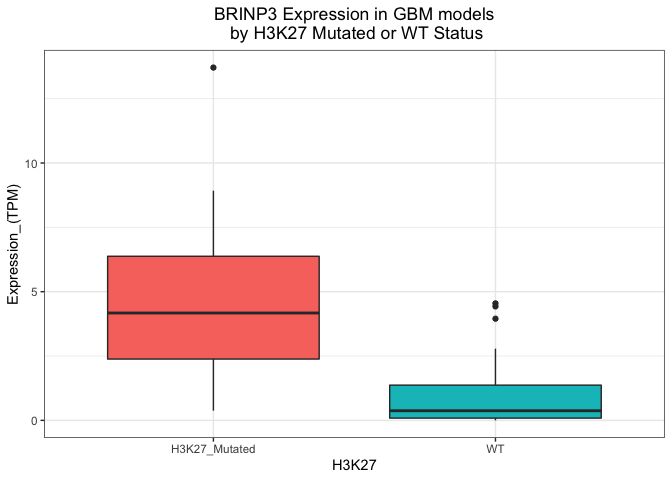 BRINP3 Expression in GBM models
by H3K27 Mutated or WT Status
Expression_(TPM)
10
5
0
H3K27_Mutated
WT
H3K27